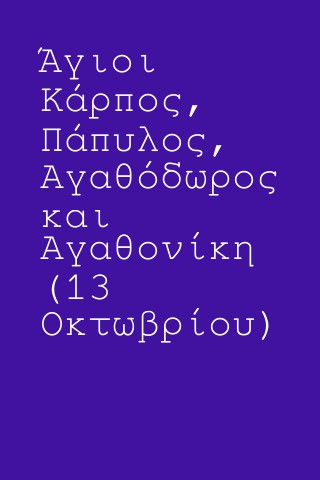 Άγιοι
Κάρπος,
Πάπυλος,
Αγαθόδωρος
και
Αγαθονίκη
(13
Οκτωβρίου)